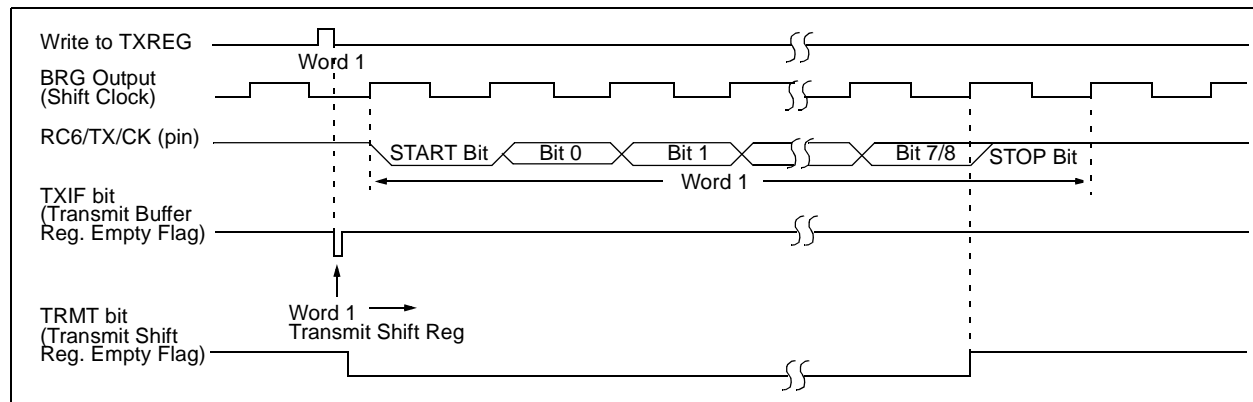 Write to TXREG
Word 1
BRG Output
(Shift Clock)
RC6/TX/CK (pin)
START Bit
Bit 0
Bit 1
Bit 7/8
STOP Bit
Word 1
TXIF bit
(Transmit Buffer
Reg. Empty Flag)
Word 1
Transmit Shift Reg
TRMT bit
(Transmit Shift
Reg. Empty Flag)